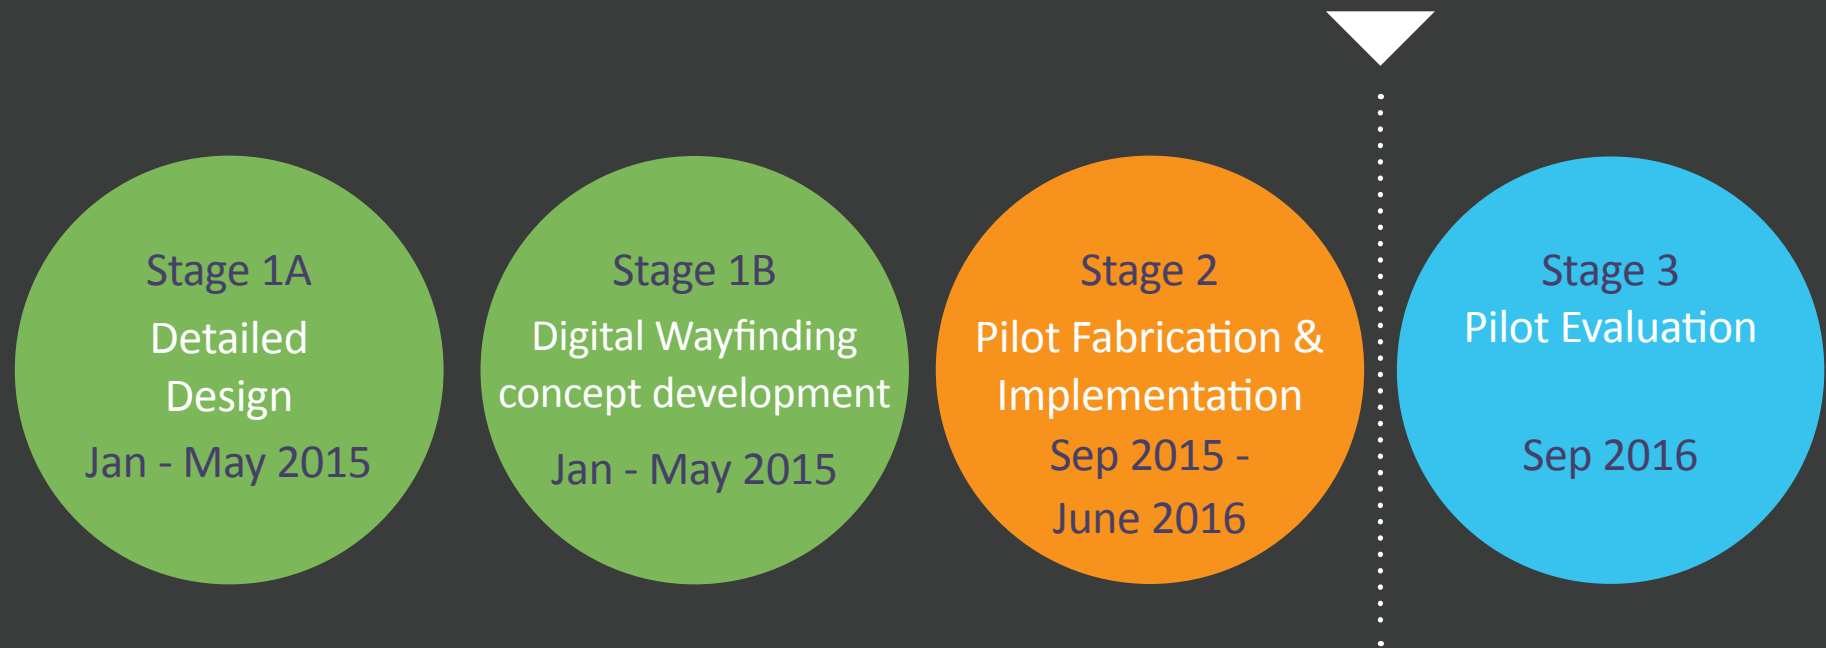 Stage 1A
Detailed
Design
Jan - May 2015
Stage 1B
Digital Wayfinding
concept development
Jan - May 2015
Stage 2
Pilot Fabrication &
Implementation
Sep 2015 -
June 2016
Stage 3
Pilot Evaluation
Sep 2016